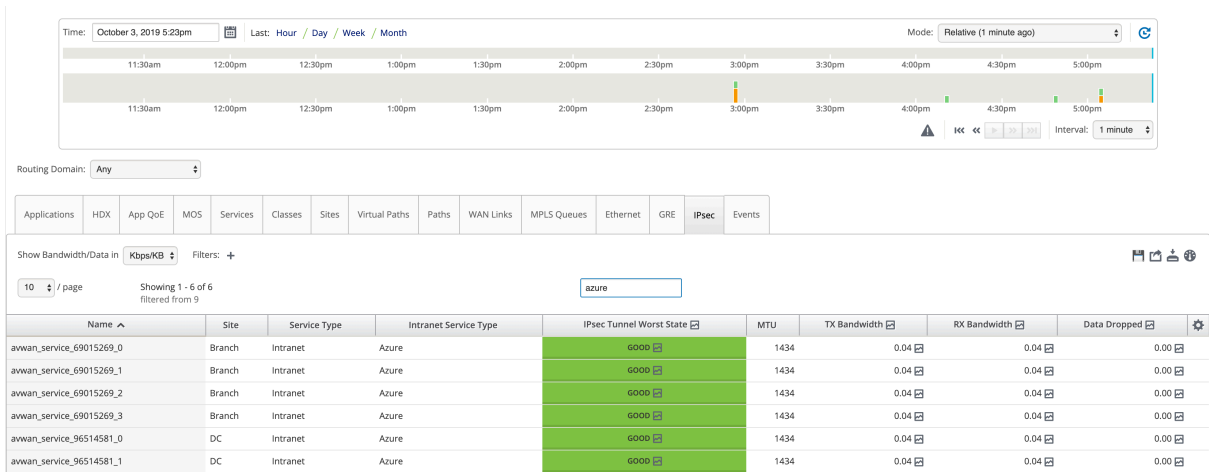 Time: October 3, 2019 5:23pm Last: Hour / Day / Week / Month Mode: Relative (1 minute ago)
11:30am 12:00pm 12:30pm 1:00pm 1:30pm 2:00pm 2:30pm 3:00pm 3:30pm 4:00pm 4:30pm 5:00pm
11:30am 12:00pm 12:30pm 1:00pm 1:30pm 2:00pm 2:30pm 3:00pm 3:30pm 4:00pm 4:30pm 5:00pm
Interval: 1 minute
Routing Domain: Any
Applications HDX App QoE MOS Services Classes Sites Virtual Paths Paths WAN Links MPLS Queues Ethernet GRE IPsec Events
Show Bandwidth/Data in Kbps/KB Filters: +
10 / page Showing 1 - 6 of 6 azure
filtered from 9
Name Site Service Type Intranet Service Type IPsec Tunnel Worst State MTU TX Bandwidth RX Bandwidth Data Dropped
avwan_service_69015269_0 Branch Intranet Azure GOOD 1434 0.04 0.04 0.00
avwan_service_69015269_1 Branch Intranet Azure GOOD 1434 0.04 0.04 0.00
avwan_service_69015269_2 Branch Intranet Azure GOOD 1434 0.04 0.04 0.00
avwan_service_69015269_3 Branch Intranet Azure GOOD 1434 0.04 0.04 0.00
avwan_service_96514581_0 DC Intranet Azure GOOD 1434 0.04 0.04 0.00
avwan_service_96514581_1 DC Intranet Azure GOOD 1434 0.04 0.04 0.00